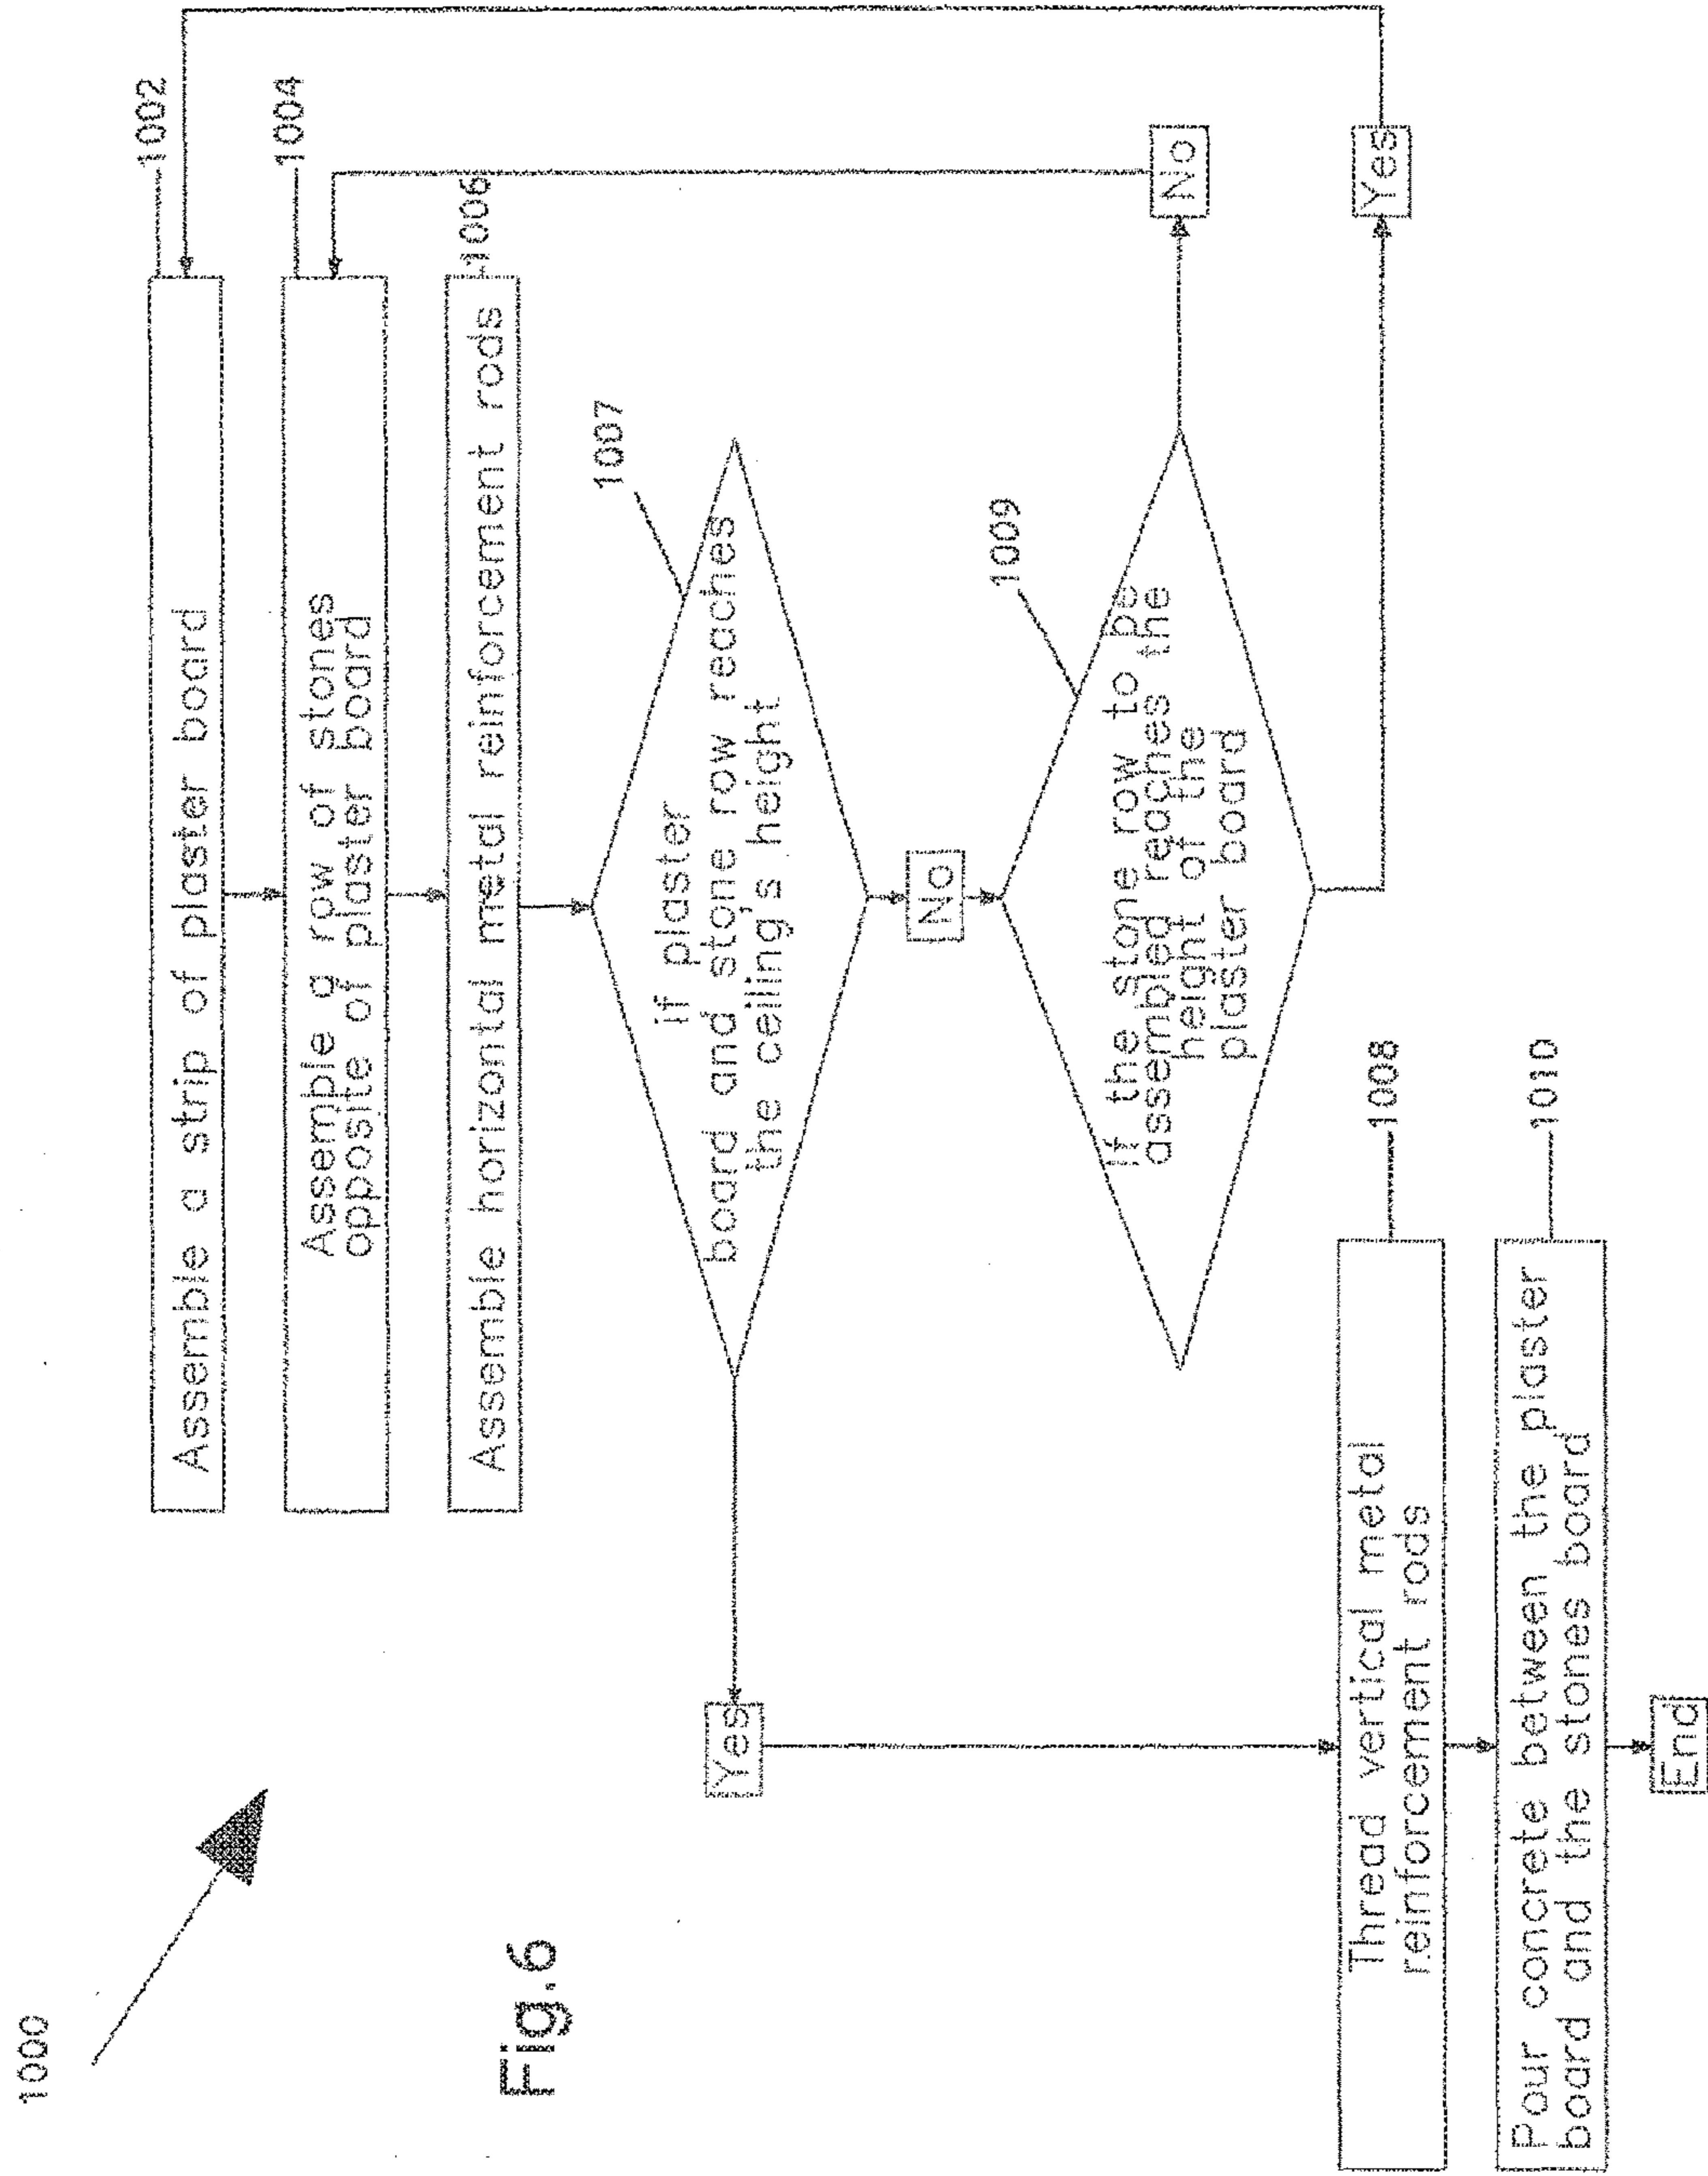 1000
Fig.6
Assemble a strip of plaster board
1002
Assemble a row of stones
opposite of plaster board
1004
Assemble horizontal metal reinforcement rods
1006
if plaster
board and stone row reaches
the ceiling's height
1007
Yes
No
If the stone row to be
assembled reaches the
height of the
plaster board
1009
No
Yes
Thread vertical metal
reinforcement rods
1008
Pour concrete between the plaster
board and the stones board
1010
End